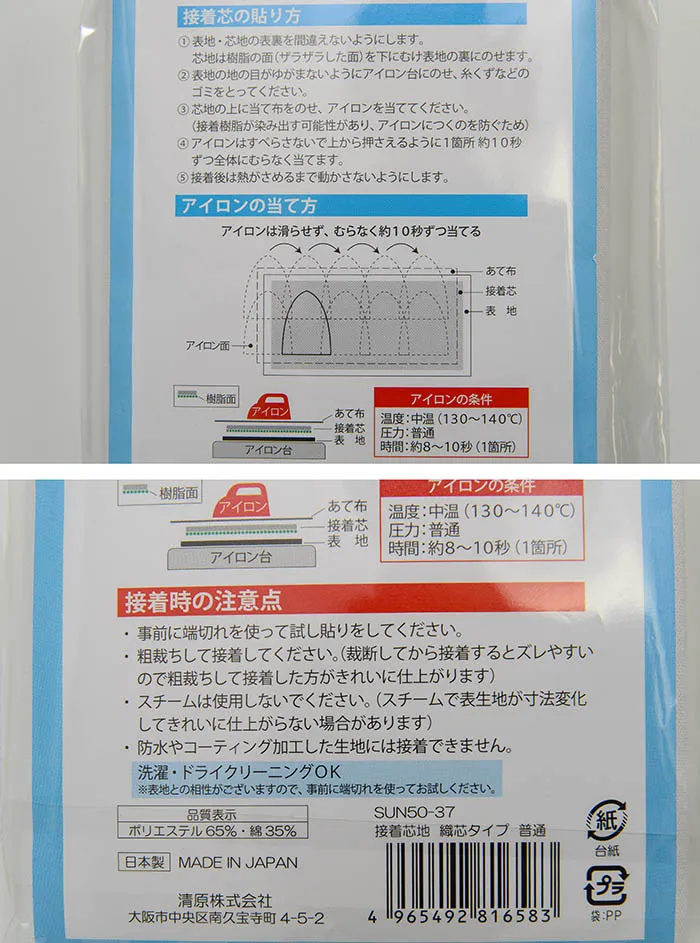 接着芯の貼り方
① 表地・芯地の表裏を間違えないようにします。
芯地は樹脂の面(ザラザラした面)を下にむけ表地の裏にのせます。
② 表地の地の目がゆがまないようにアイロン台にのせ、糸くずなどの
ゴミをとってください。
③ 芯地の上に当て布をのせ、アイロンを当ててください。
(接着樹脂が染み出す可能性があり、アイロンにつくのを防ぐため)
④ アイロンはすべらさないで上から押さえるように1箇所 約10秒
ずつ全体にむらなく当てます。
⑤ 接着後は熱がさめるまで動かさないようにします。
アイロンの当て方
アイロンは滑らせず、むらなく約10秒ずつ当てる
あて布
接着芯
表 地
アイロン面
樹脂面
アイロン
あて布
接着芯
表 地
アイロン台
アイロンの条件
温度:中温(130〜140℃)
圧力:普通
時間:約8〜10秒(1箇所)
樹脂面
アイロン
あて布
接着芯
表 地
アイロン台
アイロンの条件
温度:中温(130〜140℃)
圧力:普通
時間:約8〜10秒(1箇所)
接着時の注意点
・事前に端切れを使って試し貼りをしてください。
・粗裁ちして接着してください。(裁断してから接着するとズレやすい
ので粗裁ちして接着した方がきれいに仕上がります)
・スチームは使用しないでください。(スチームで表生地が寸法変化
してきれいに仕上がらない場合があります)
・防水やコーティング加工した生地には接着できません。
洗濯・ドライクリーニングOK
※表地との相性がございますので、事前に端切れを使ってお試しください。
品質表示
ポリエステル65%・綿35%
日本製 MADE IN JAPAN
清原株式会社
大阪市中央区南久宝寺町4-5-2
SUN50-37
接着芯地 織芯タイプ 普通
4 965492 816583
紙
台紙
プラ
袋:PP